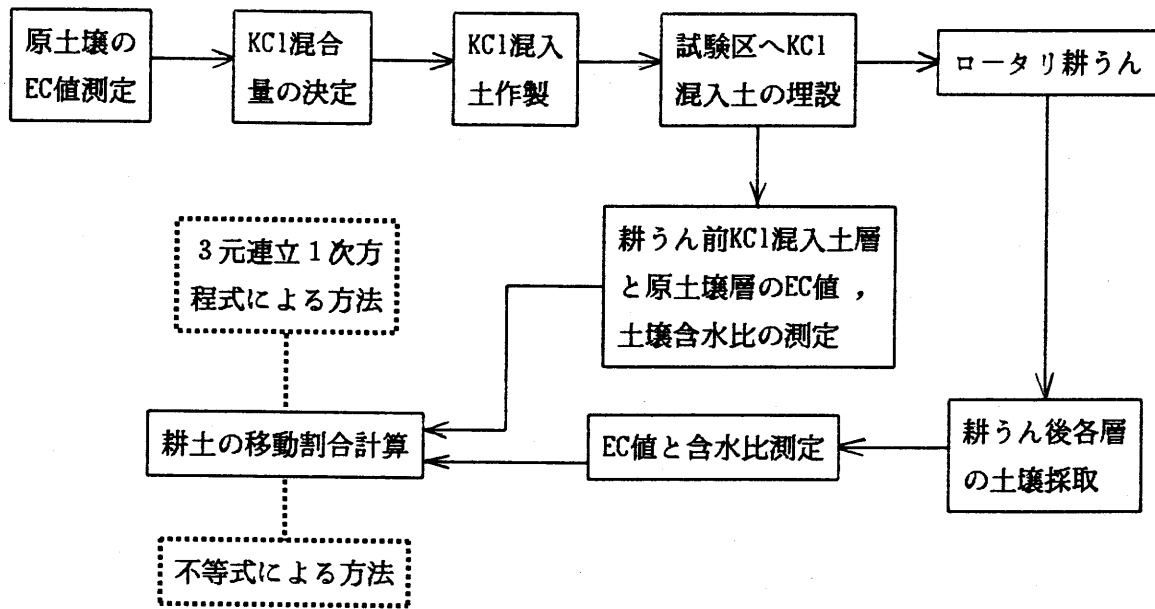 原土壌の
EC値測定
KCl混合
量の決定
KCl混入
土作製
試験区へKCl
混入土の埋設
ロータリ耕うん
耕うん前KCl混入土層
と原土壌層のEC値，
土壌含水比の測定
3元連立1次方
程式による方法
耕土の移動割合計算
EC値と含水比測定
耕うん後各層
の土壌採取
不等式による方法